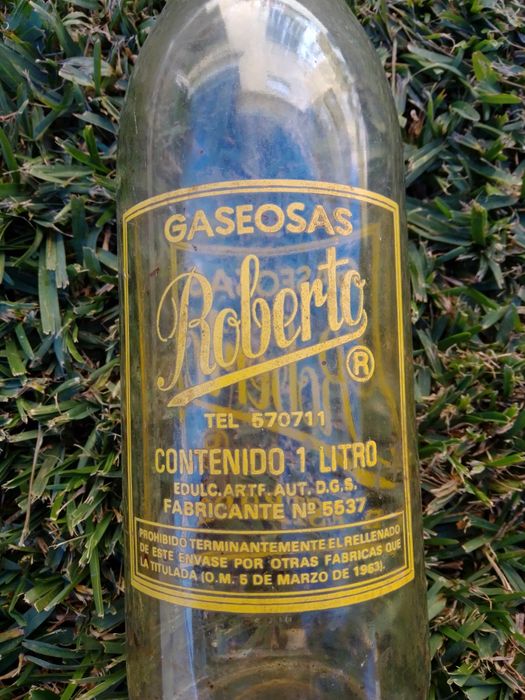 GASEOSAS
Roberto
®
TEL 570711
CONTENIDO 1 LITRO
EDULC. ARTF. AUT. D.G.S.
FABRICANTE Nº 5537
PROHIBIDO TERMINANTEMENTE EL RELLENADO
DE ESTE ENVASE POR OTRAS FABRICAS QUE
LA TITULADA (O.M. 5 DE MARZO DE 1963).